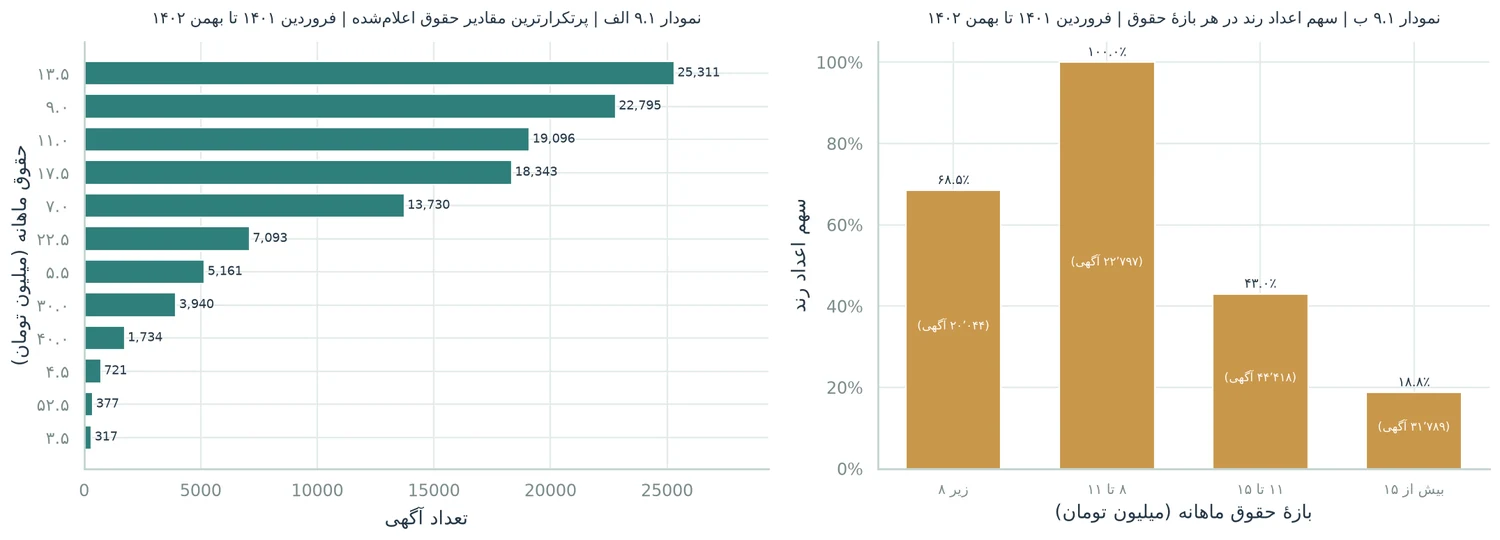 نمودار ۹.۱ الف | پرتکرارترین مقادیر حقوق اعلام‌شده | فروردین ۱۴۰۱ تا بهمن ۱۴۰۲
حقوق ماهانه (میلیون تومان)
۱۳.۵ 25,311
۹.۰ 22,795
۱۱.۰ 19,096
۱۷.۵ 18,343
۷.۰ 13,730
۲۲.۵ 7,093
۵.۵ 5,161
۳۰.۰ 3,940
۴۰.۰ 1,734
۴.۵ 721
۵۲.۵ 377
۳.۵ 317
0 5000 10000 15000 20000 25000
تعداد آگهی
نمودار ۹.۱ ب | سهم اعداد رند در هر بازهٔ حقوق | فروردین ۱۴۰۱ تا بهمن ۱۴۰۲
سهم اعداد رند
100%
80%
60%
40%
20%
0%
۶۸.۵٪
(۲۰٬۰۴۴ آگهی)
۱۰۰.۰٪
(۲۲٬۷۹۷ آگهی)
۴۳.۰٪
(۴۴٬۴۱۸ آگهی)
۱۸.۸٪
(۳۱٬۷۸۹ آگهی)
زیر ۸
۸ تا ۱۱
۱۱ تا ۱۵
بیش از ۱۵
بازهٔ حقوق ماهانه (میلیون تومان)